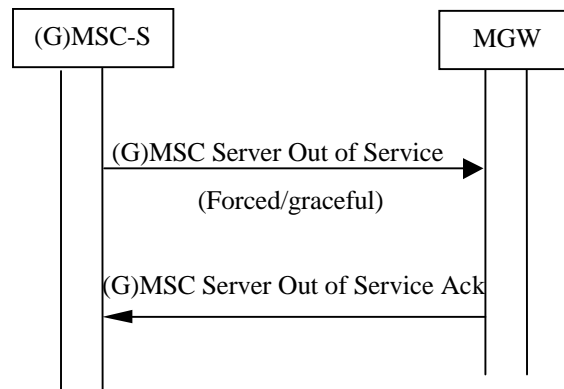 (G)MSC-S
MGW
(G)MSC Server Out of Service
(Forced/graceful)
(G)MSC Server Out of Service Ack